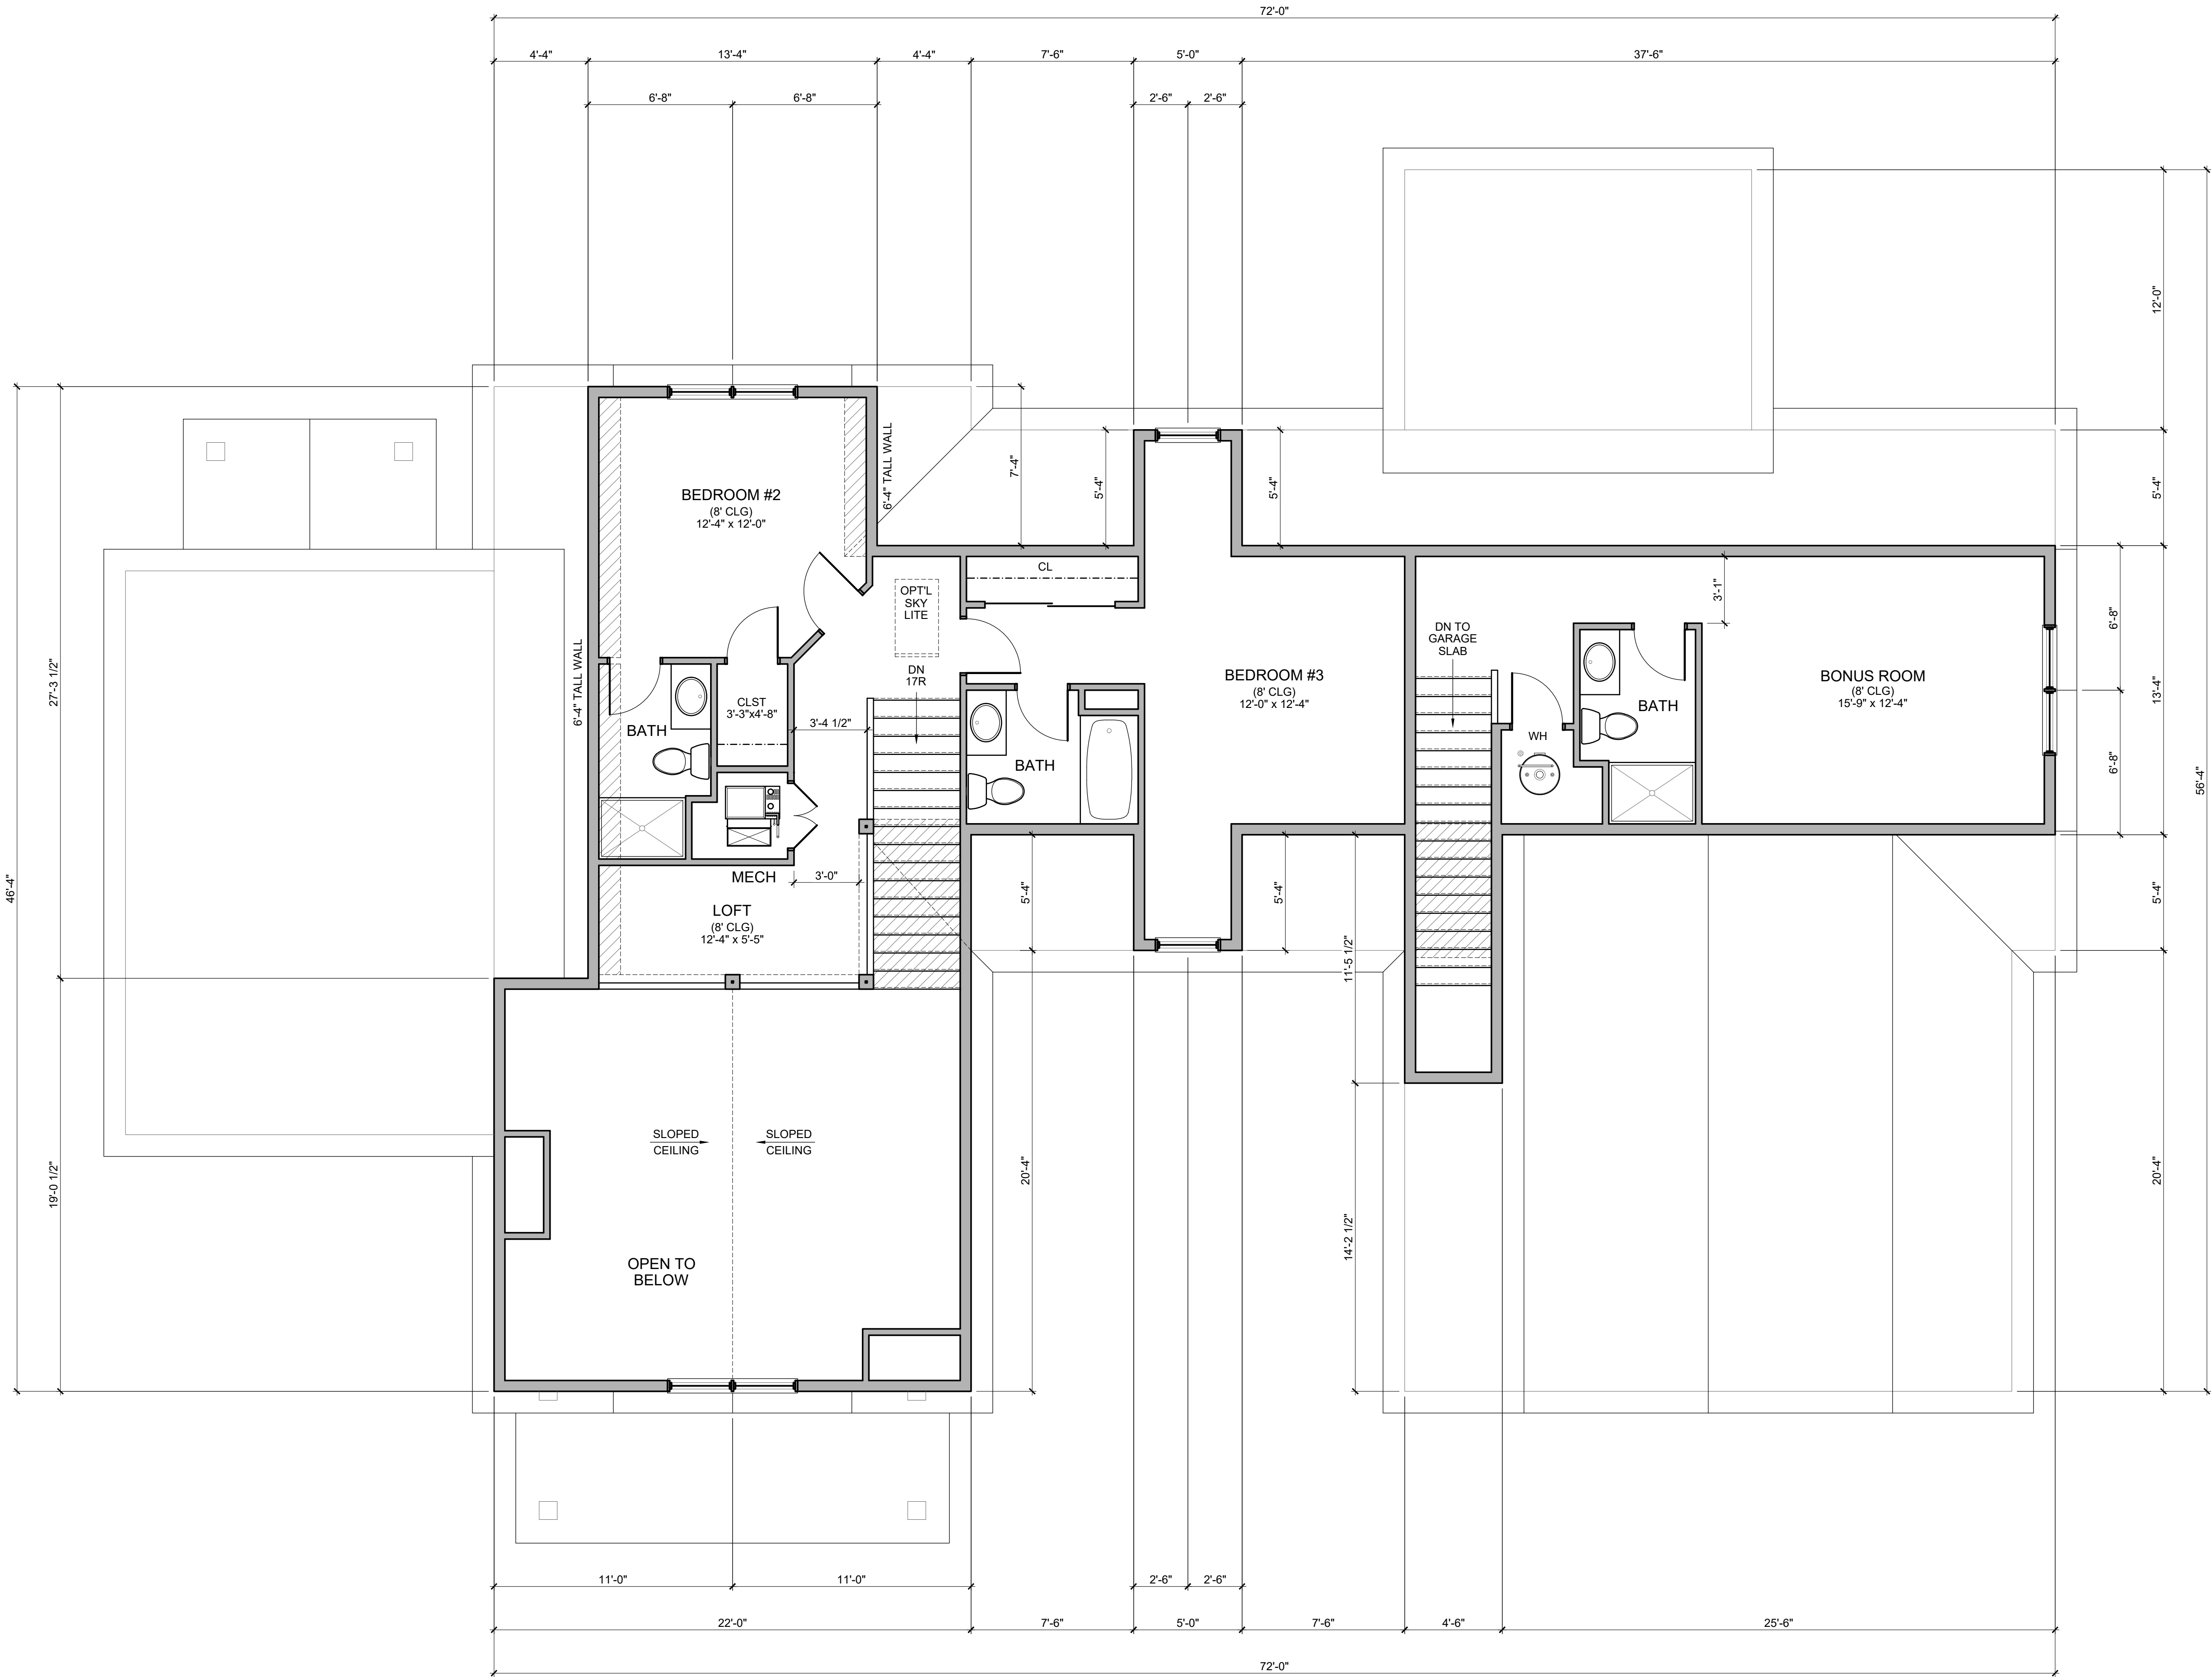 72'-0"
4'-4"
13'-4"
4'-4"
7'-6"
5'-0"
37'-6"
6'-8"
6'-8"
2'-6"
2'-6"
12'-0"
56'-4"
5'-4"
46'-4"
27'-3 1/2"
6'-4" TALL WALL
7'-4"
5'-4"
5'-4"
BEDROOM #2
(8' CLG)
12'-4" x 12'-0"
CL
OPT'L
SKY
LITE
3'-1"
6'-8"
13'-4"
6'-4" TALL WALL
DN
17R
BEDROOM #3
(8' CLG)
12'-0" x 12'-4"
DN TO
GARAGE
SLAB
BONUS ROOM
(8' CLG)
15'-9" x 12'-4"
CLST
3'-3"x4'-8"
3'-4 1/2"
BATH
BATH
BATH
WH
6'-8"
MECH
3'-0"
LOFT
(8' CLG)
12'-4" x 5'-5"
5'-4"
5'-4"
11'-5 1/2"
5'-4"
SLOPED
CEILING
SLOPED
CEILING
19'-0 1/2"
20'-4"
14'-2 1/2"
20'-4"
OPEN TO
BELOW
11'-0"
11'-0"
2'-6"
2'-6"
22'-0"
7'-6"
5'-0"
7'-6"
4'-6"
25'-6"
72'-0"